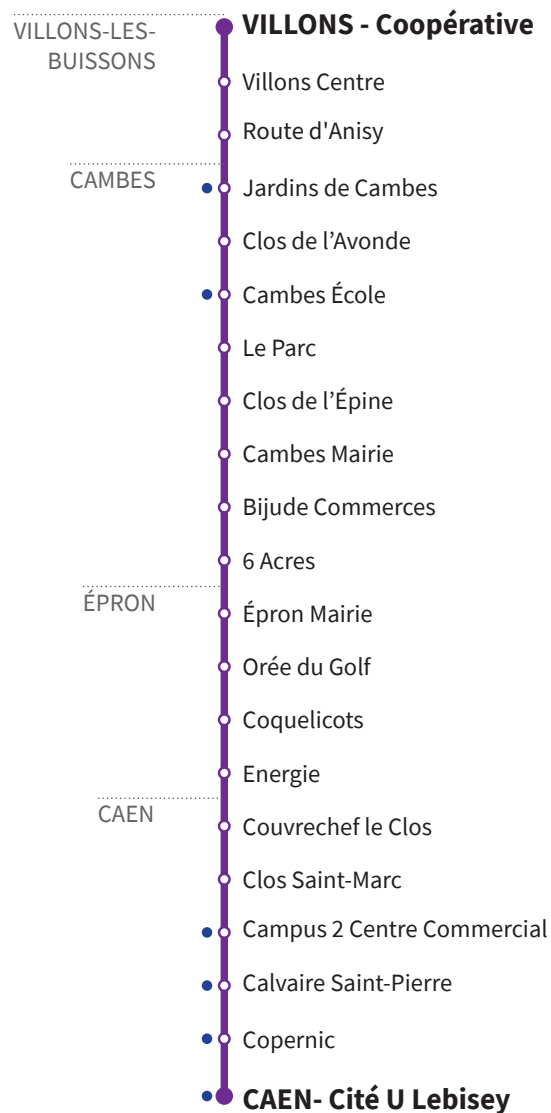 VILLONS-LES-
BUISSONS
VILLONS - Coopérative
Villons Centre
Route d'Anisy
CAMBES
Jardins de Cambes
Clos de l’Avonde
Cambes École
Le Parc
Clos de l’Épine
Cambes Mairie
Bijude Commerces
6 Acres
ÉPRON
Épron Mairie
Orée du Golf
Coquelicots
Energie
CAEN
Couvrechef le Clos
Clos Saint-Marc
Campus 2 Centre Commercial
Calvaire Saint-Pierre
Copernic
CAEN- Cité U Lebisey